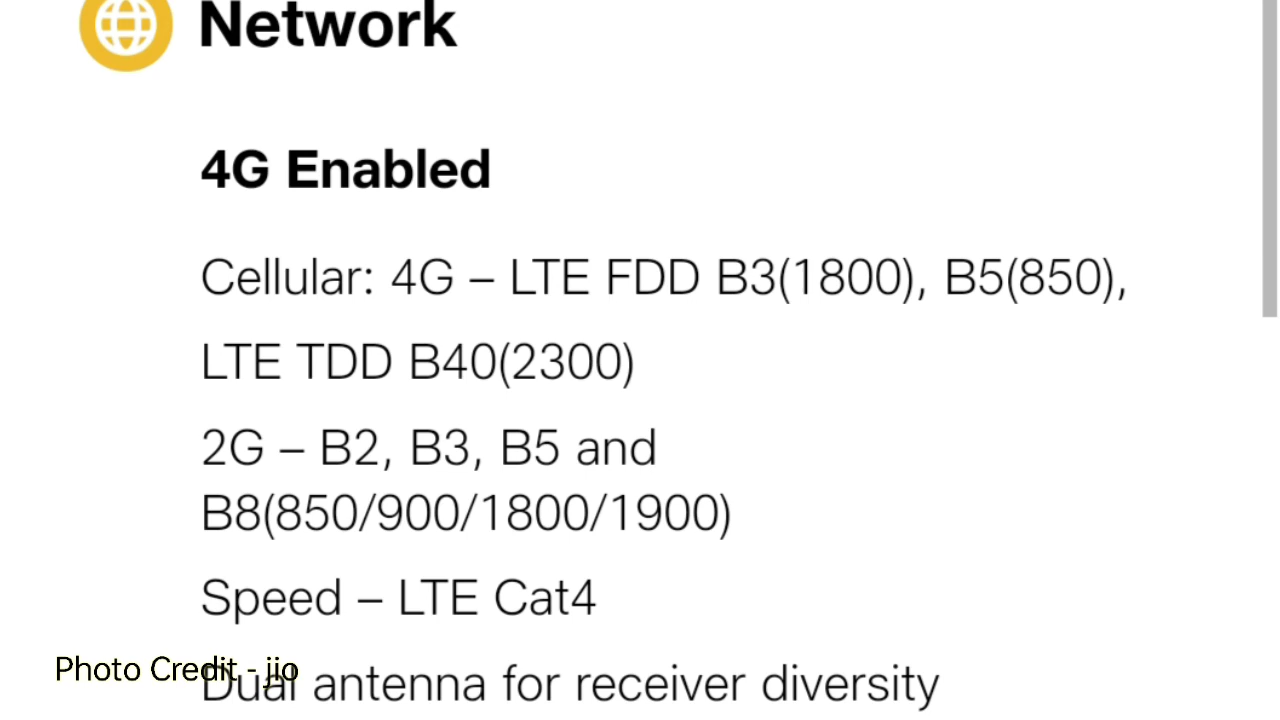 Network
4G Enabled
Cellular: 4G – LTE FDD B3(1800), B5(850),
LTE TDD B40(2300)
2G – B2, B3, B5 and
B8(850/900/1800/1900)
Speed – LTE Cat4
Photo Credit - jio
Dual antenna for receiver diversity